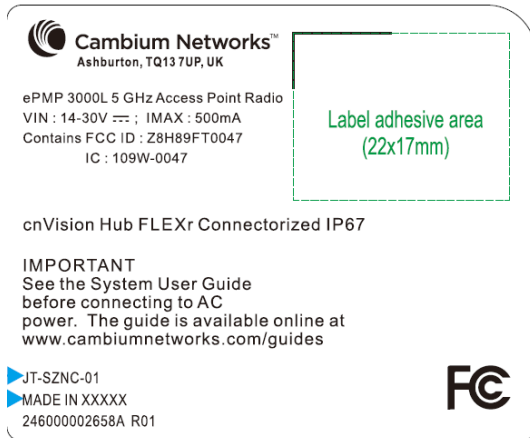 Cambium Networks™
Ashburton, TQ13 7UP, UK
ePMP 3000L 5 GHz Access Point Radio
VIN : 14-30V ⎓ ; IMAX : 500mA
Contains FCC ID : Z8H89FT0047
IC : 109W-0047
Label adhesive area
(22x17mm)
cnVision Hub FLEXr Connectorized IP67
IMPORTANT
See the System User Guide
before connecting to AC
power. The guide is available online at
www.cambiumnetworks.com/guides
JT-SZNC-01
MADE IN XXXXX
246000002658A R01
FC